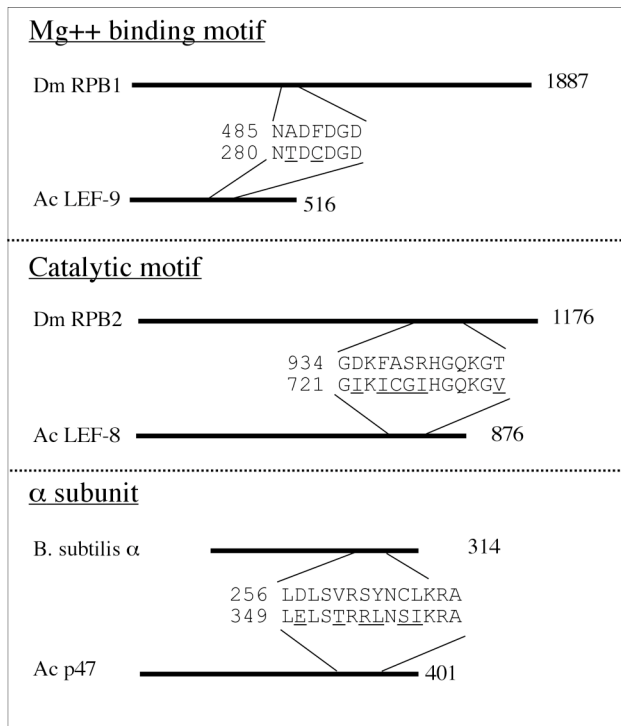 Mg++ binding motif
Dm RPB1 1887
485 NADFDGD
280 NTDCDGD
Ac LEF-9 516
Catalytic motif
Dm RPB2 1176
934 GDKFASRHGQKGT
721 GIKICGIHGQKGV
Ac LEF-8 876
α subunit
B. subtilis α 314
256 LDLSVRSYNCLKRA
349 LELSTRRLNSIKRA
Ac p47 401